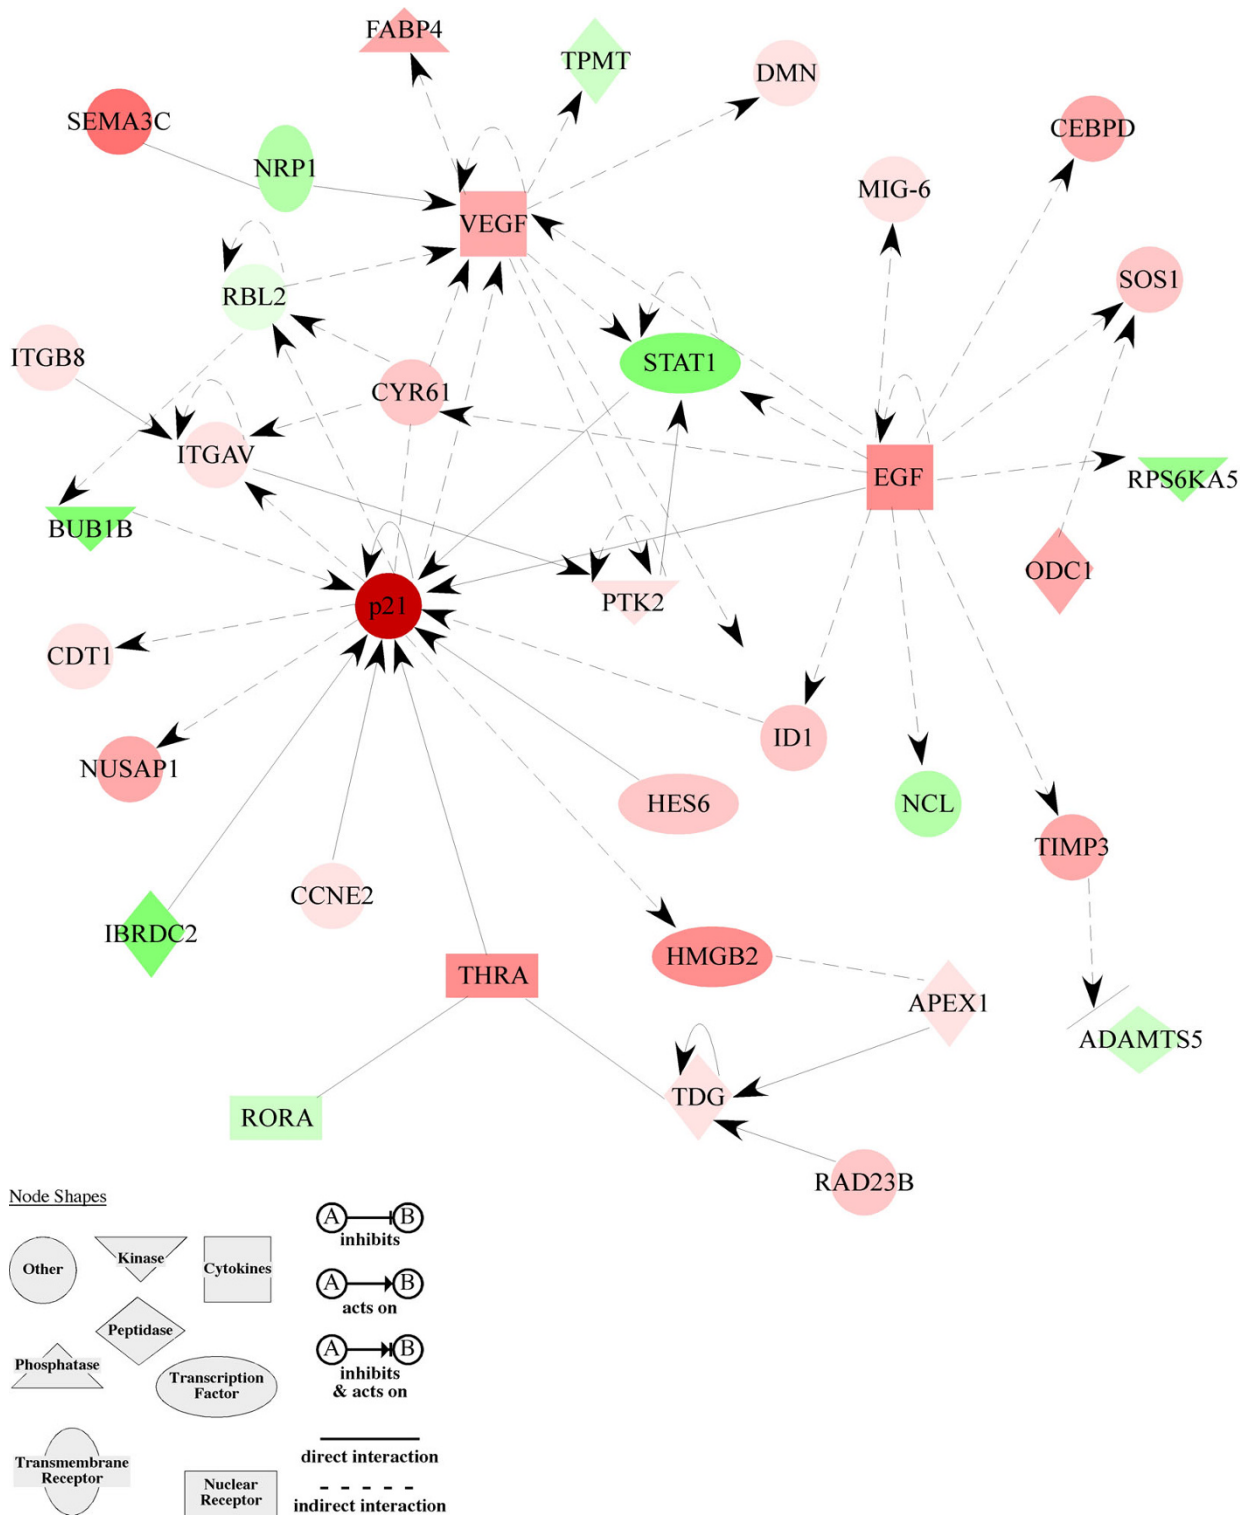 FABP4
TPMT
DMN
SEMA3C
CEBPD
NRP1
MIG-6
VEGF
SOS1
RBL2
ITGB8
STAT1
CYR61
ITGAV
EGF
RPS6KA5
BUB1B
ODC1
PTK2
p21
CDT1
ID1
NUSAP1
HES6
NCL
TIMP3
CCNE2
IBRDC2
HMGB2
THRA
APEX1
ADAMTS5
TDG
RORA
RAD23B
Node Shapes
Other
Kinase
Cytokines
Peptidase
Phosphatase
Transcription
Factor
Transmembrane
Receptor
Nuclear
Receptor
A B
inhibits
A B
acts on
A B
inhibits
& acts on
direct interaction
indirect interaction